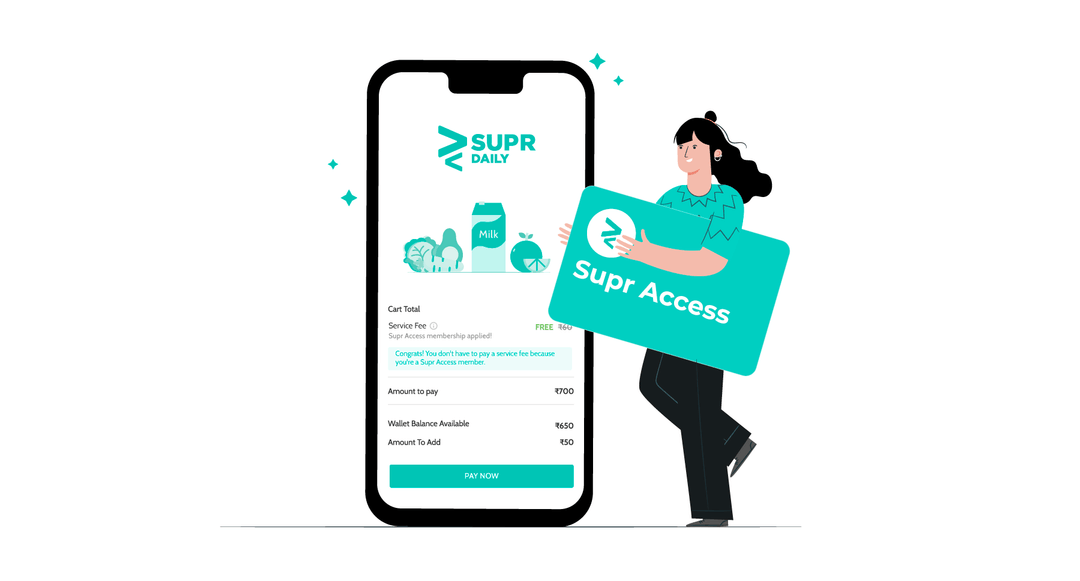 SUPR
DAILY
Milk
Supr Access
Cart Total
Service Fee FREE ₹60
Supr Access membership applied!
Congrats! You don't have to pay a service fee because
you're a Supr Access member.
Amount to pay ₹700
Wallet Balance Available ₹650
Amount To Add ₹50
PAY NOW